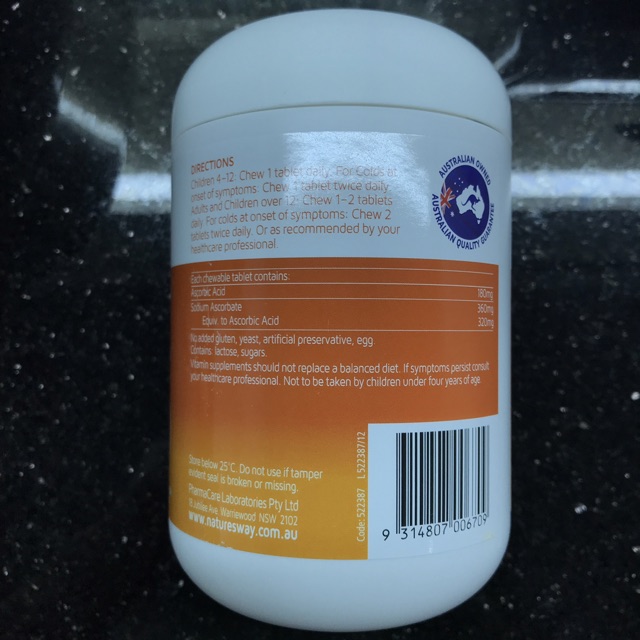 DIRECTIONS
Children 4-12: Chew 1 tablet daily. For Colds at
onset of symptoms: Chew 1 tablet twice daily.
Adults and Children over 12: Chew 1-2 tablets
daily. For colds at onset of symptoms: Chew 2
tablets twice daily. Or as recommended by your
healthcare professional.
AUSTRALIAN OWNED
AUSTRALIAN QUALITY GUARANTEE
Each chewable tablet contains:
Ascorbic Acid 180mg
Sodium Ascorbate 360mg
Equiv. to Ascorbic Acid 320mg
No added gluten, yeast, artificial preservative, egg.
Contains: lactose, sugars.
Vitamin supplements should not replace a balanced diet. If symptoms persist consult
your healthcare professional. Not to be taken by children under four years of age.
Store below 25°C. Do not use if tamper
evident seal is broken or missing.
PharmaCare Laboratories Pty Ltd
18 Jubilee Ave, Warriewood NSW 2102
www.naturesway.com.au
Code: 522387 L522387/12
9 314807 006709